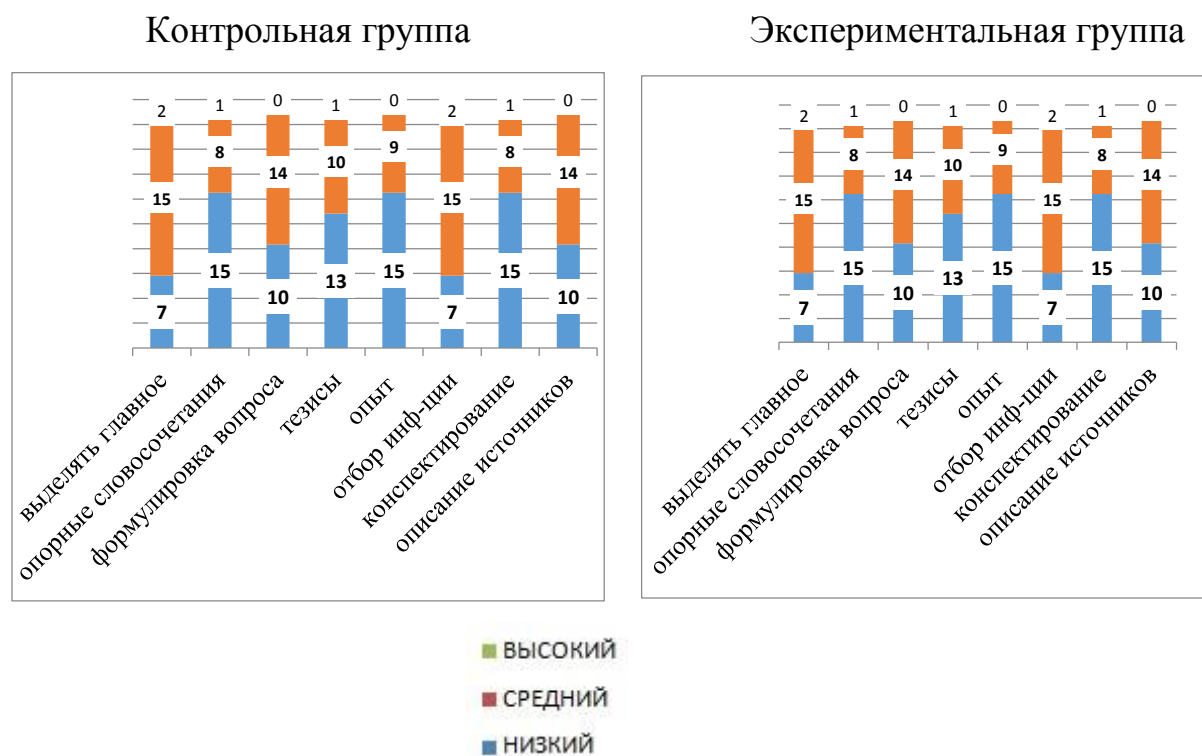 Контрольная группа
2 1 0 1 0 2 1 0
15 8 14 10 9 15 8 14
7 15 10 13 15 7 15 10
выделять главное
опорные словосочетания
формулировка вопроса
тезисы
опыт
отбор инф-ции
конспектирование
описание источников
Экспериментальная группа
2 1 0 1 0 2 1 0
15 8 14 10 9 15 8 14
7 15 10 13 15 7 15 10
выделять главное
опорные словосочетания
формулировка вопроса
тезисы
опыт
отбор инф-ции
конспектирование
описание источников
ВЫСОКИЙ
СРЕДНИЙ
НИЗКИЙ